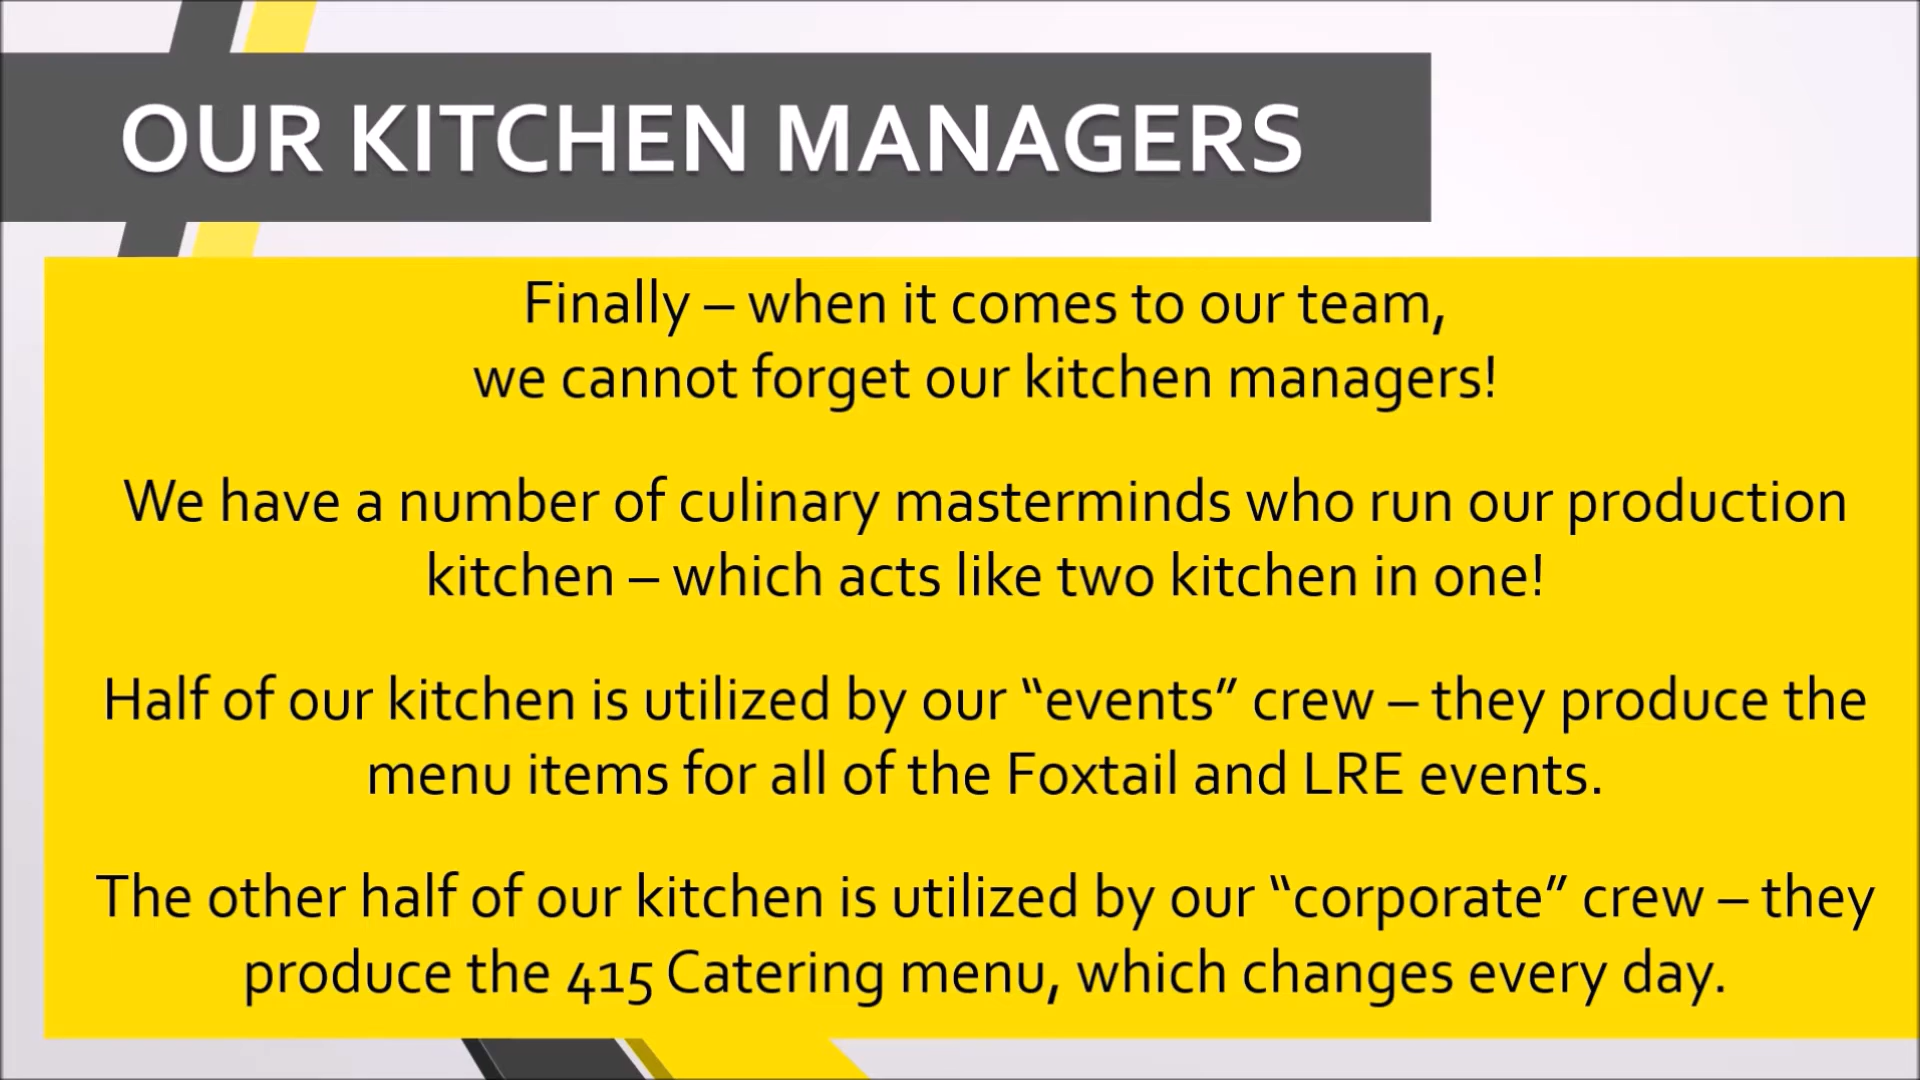 OUR KITCHEN MANAGERS
Finally – when it comes to our team,
we cannot forget our kitchen managers!
We have a number of culinary masterminds who run our production
kitchen – which acts like two kitchen in one!
Half of our kitchen is utilized by our “events” crew – they produce the
menu items for all of the Foxtail and LRE events.
The other half of our kitchen is utilized by our “corporate” crew – they
produce the 415 Catering menu, which changes every day.